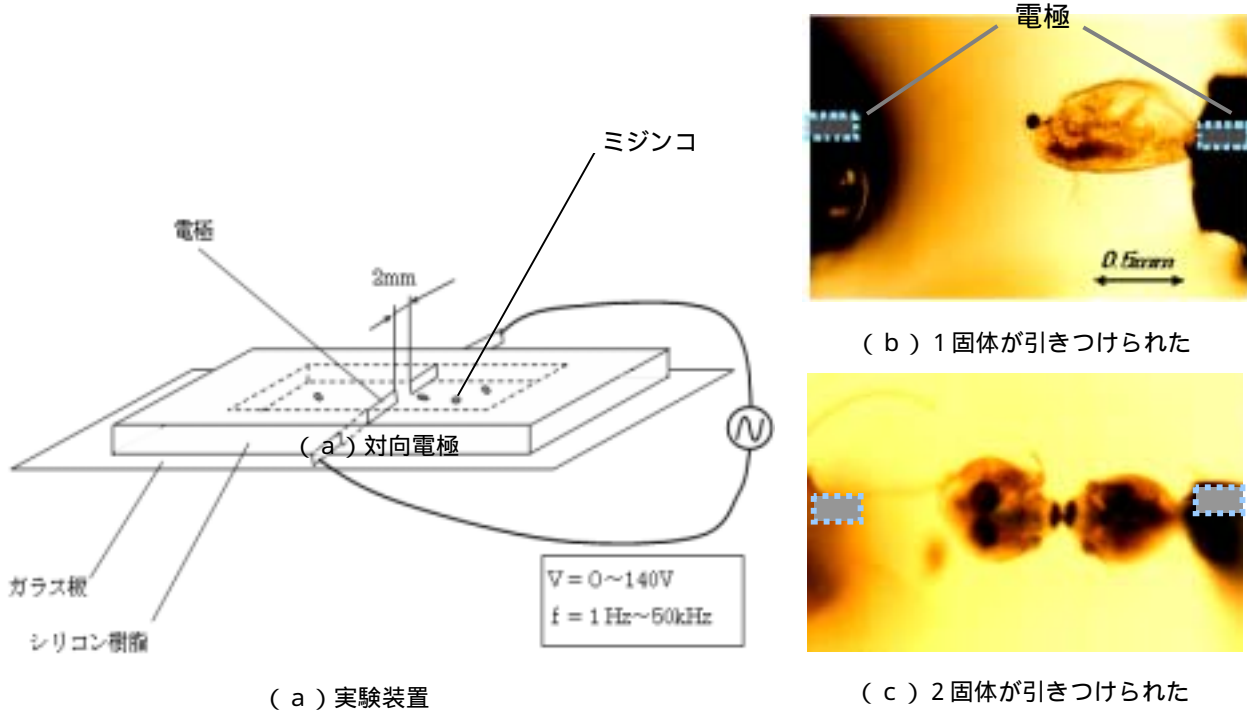 電極
ミジンコ
電極
2mm
0.5mm
(b)1固体が引きつけられた
(a)対向電極
ガラス板
シリコン樹脂
V=0~140V
f=1Hz~50kHz
(a)実験装置
(c)2固体が引きつけられた